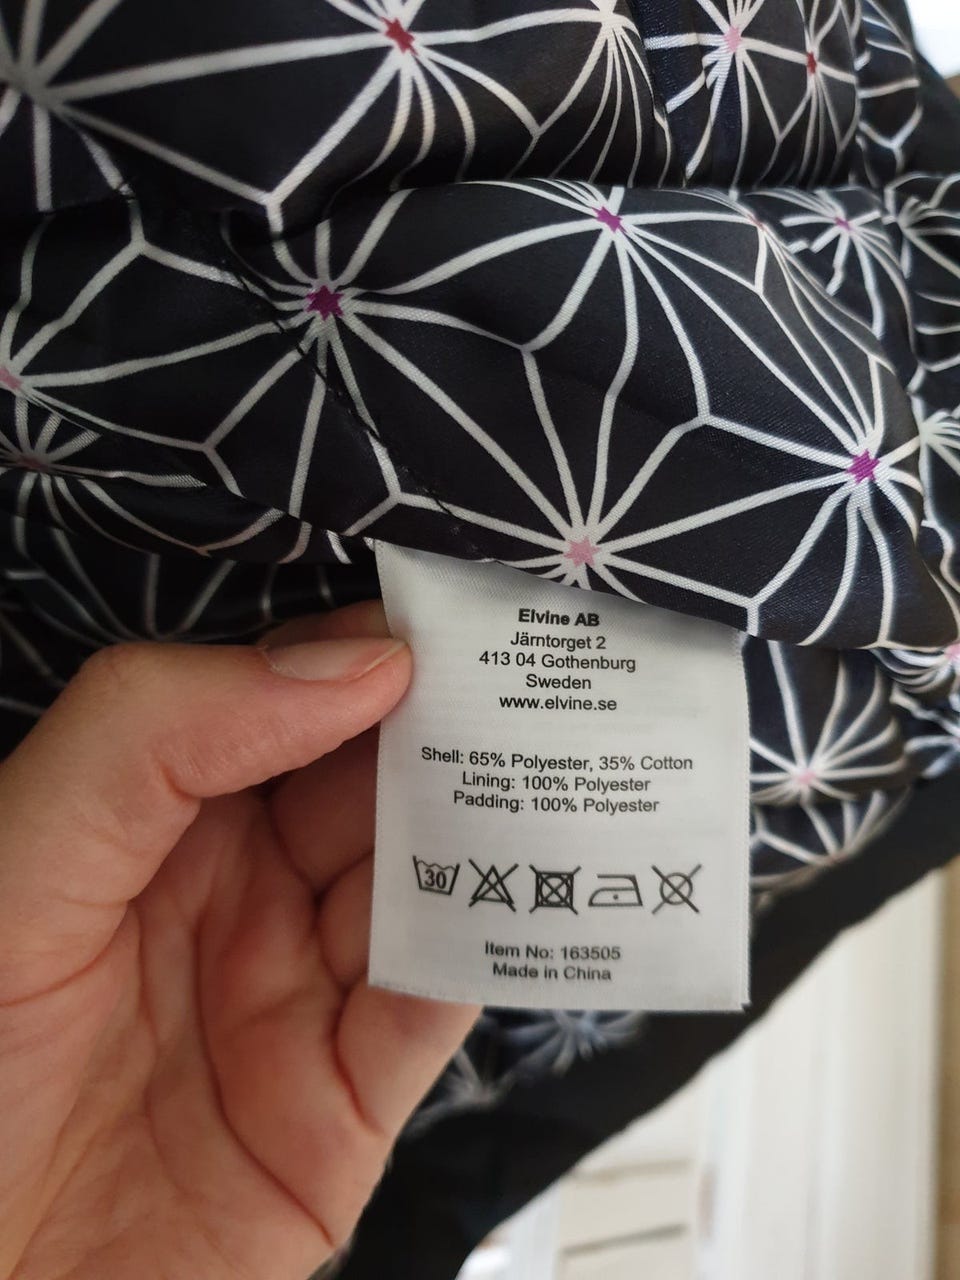 Elvine AB
Järntorget 2
413 04 Gothenburg
Sweden
www.elvine.se
Shell: 65% Polyester, 35% Cotton
Lining: 100% Polyester
Padding: 100% Polyester
30
Item No: 163505
Made in China